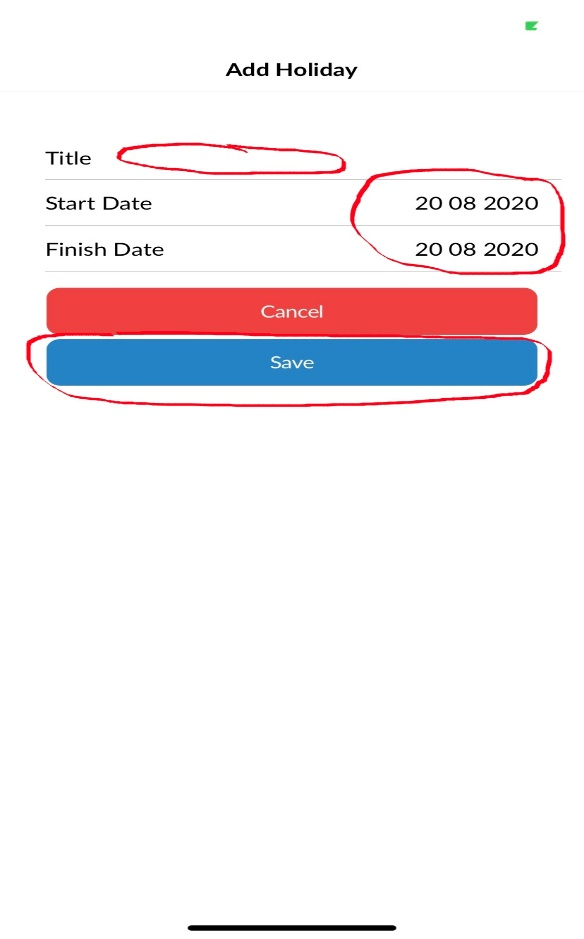 Add Holiday
Title
Start Date 20 08 2020
Finish Date 20 08 2020
Cancel
Save